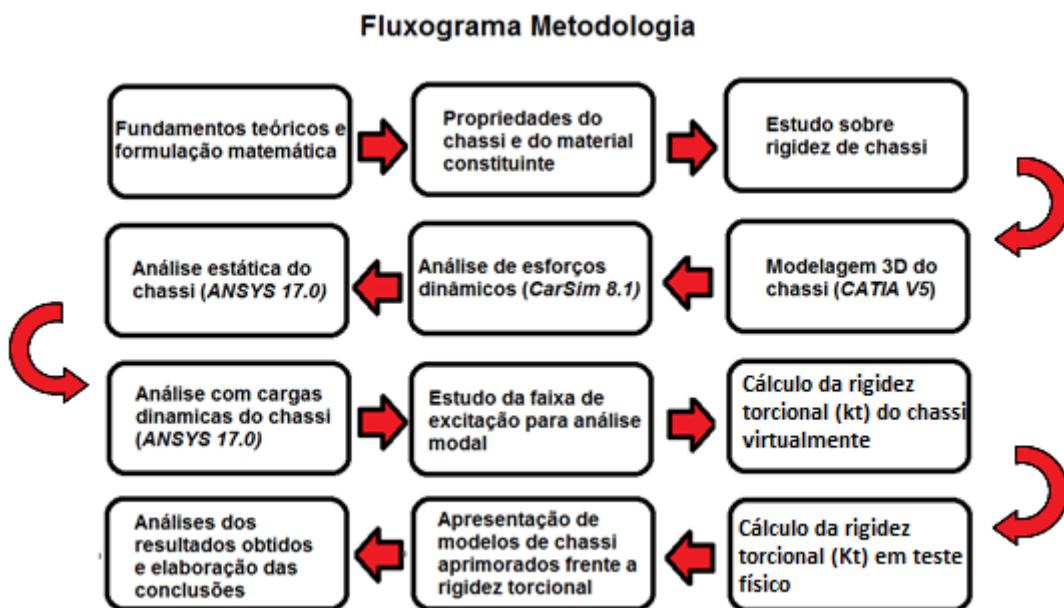 Fluxograma Metodologia
Fundamentos teóricos e
formulação matemática
Propriedades do
chassi e do material
constituinte
Estudo sobre
rigidez de chassi
Modelagem 3D do
chassi (CATIA V5)
Análise de esforços
dinâmicos (CarSim 8.1)
Análise estática do
chassi (ANSYS 17.0)
Análise com cargas
dinamicas do chassi
(ANSYS 17.0)
Estudo da faixa de
excitação para análise
modal
Cálculo da rigidez
torcional (kt) do chassi
virtualmente
Cálculo da rigidez
torcional (Kt) em teste
físico
Apresentação de
modelos de chassi
aprimorados frente a
rigidez torcional
Análises dos
resultados obtidos
e elaboração das
conclusões